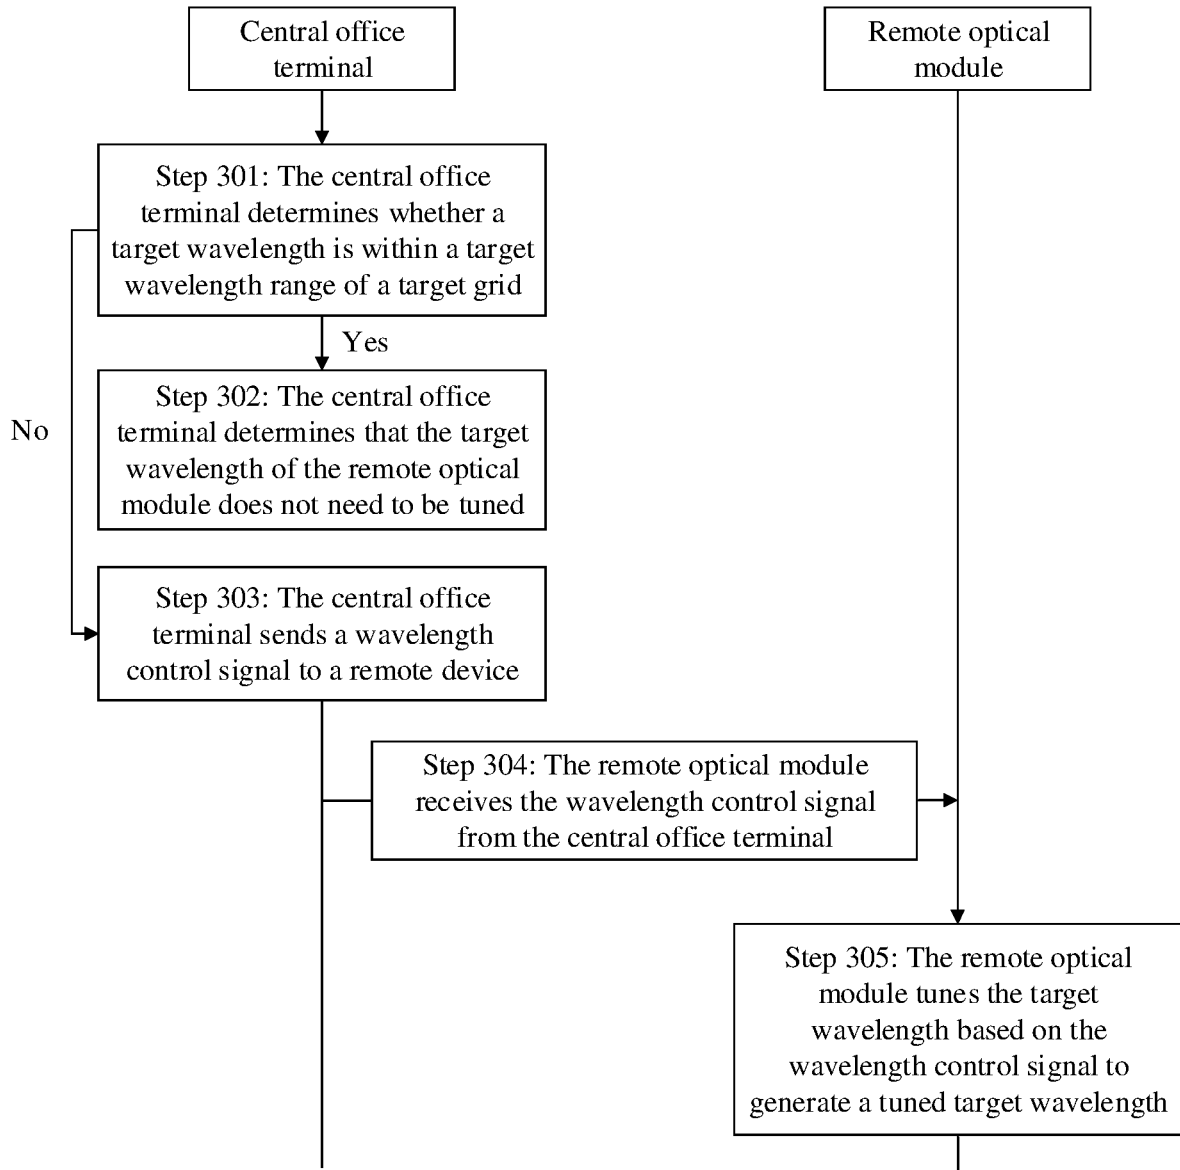 Central office
terminal
Remote optical
module
Step 301: The central office
terminal determines whether a
target wavelength is within a target
wavelength range of a target grid
Yes
No
Step 302: The central office
terminal determines that the target
wavelength of the remote optical
module does not need to be tuned
Step 303: The central office
terminal sends a wavelength
control signal to a remote device
Step 304: The remote optical module
receives the wavelength control signal
from the central office terminal
Step 305: The remote optical
module tunes the target
wavelength based on the
wavelength control signal to
generate a tuned target wavelength